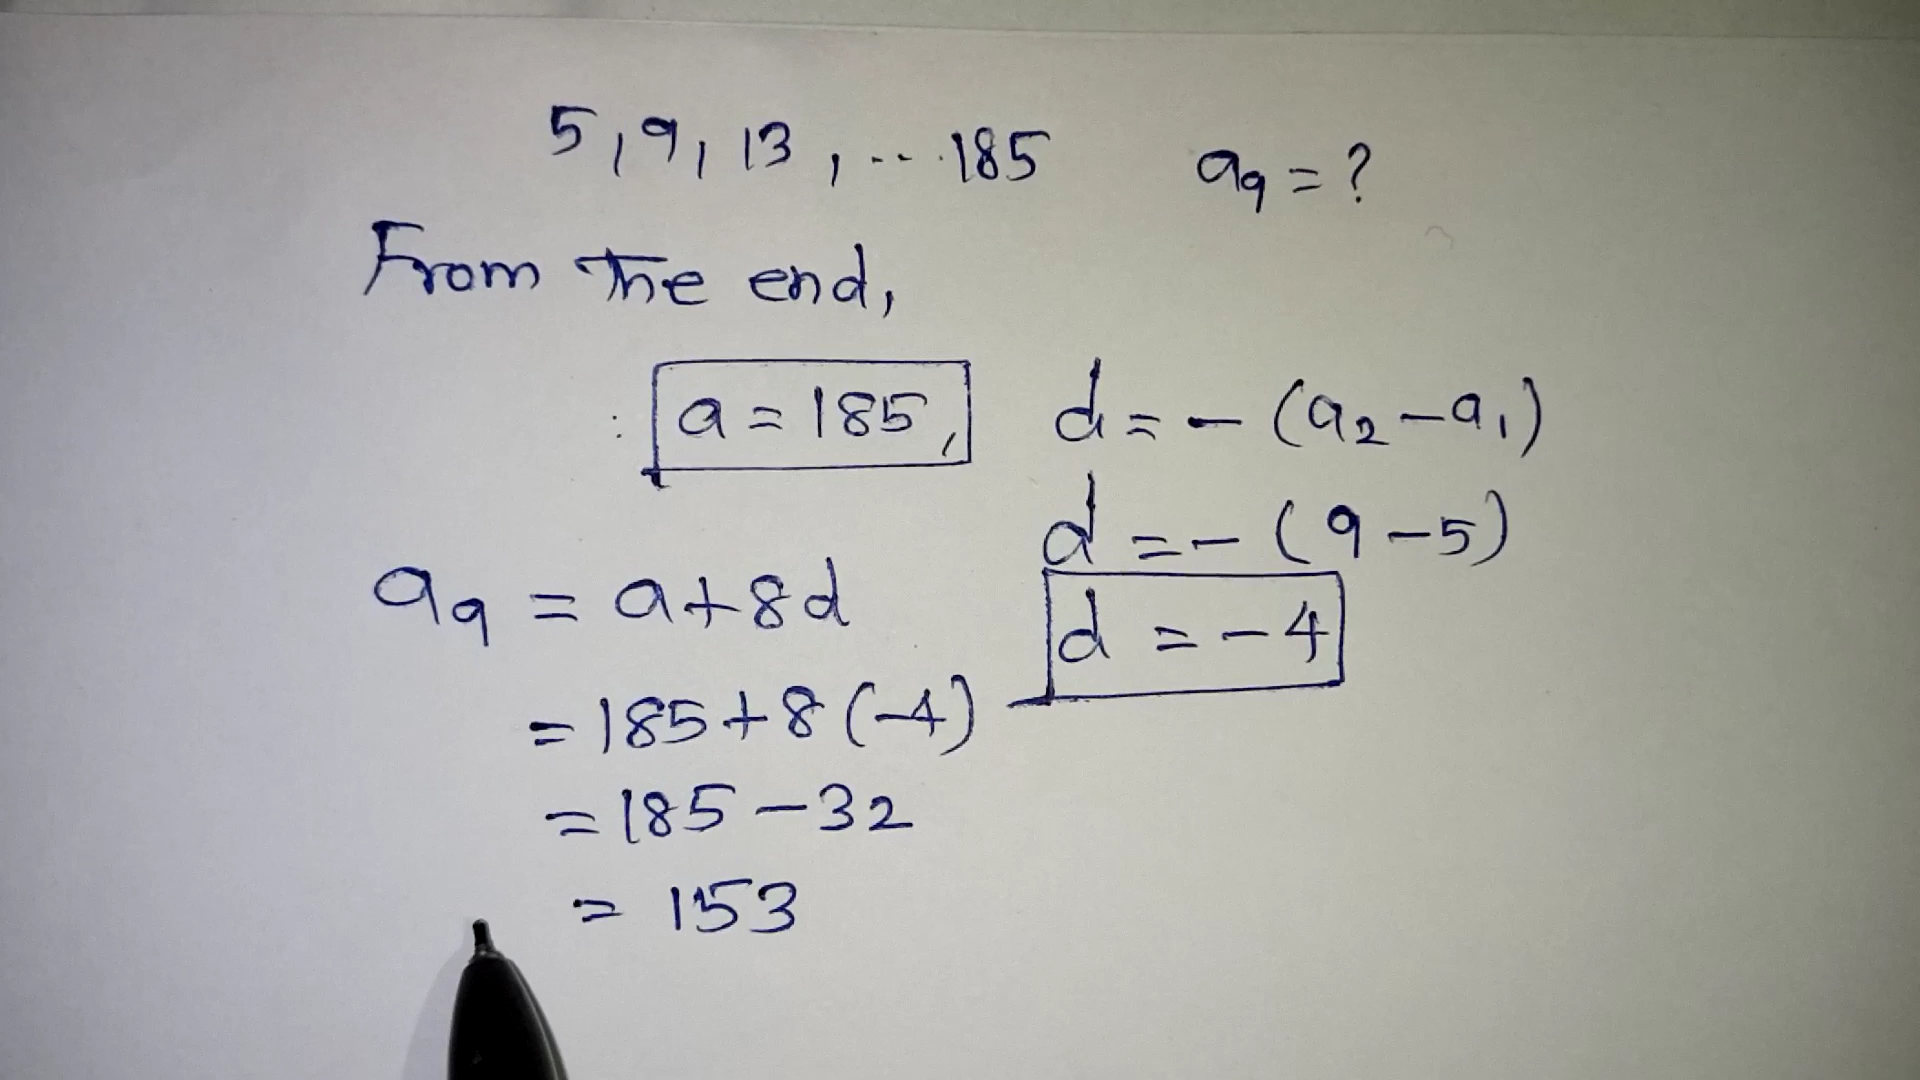 5, 9, 13, ... 185 a₉ = ?
From the end,
a = 185, d = - (a₂ - a₁)
d = - (9 - 5)
a₉ = a + 8d d = - 4
= 185 + 8 (-4)
= 185 - 32
= 153